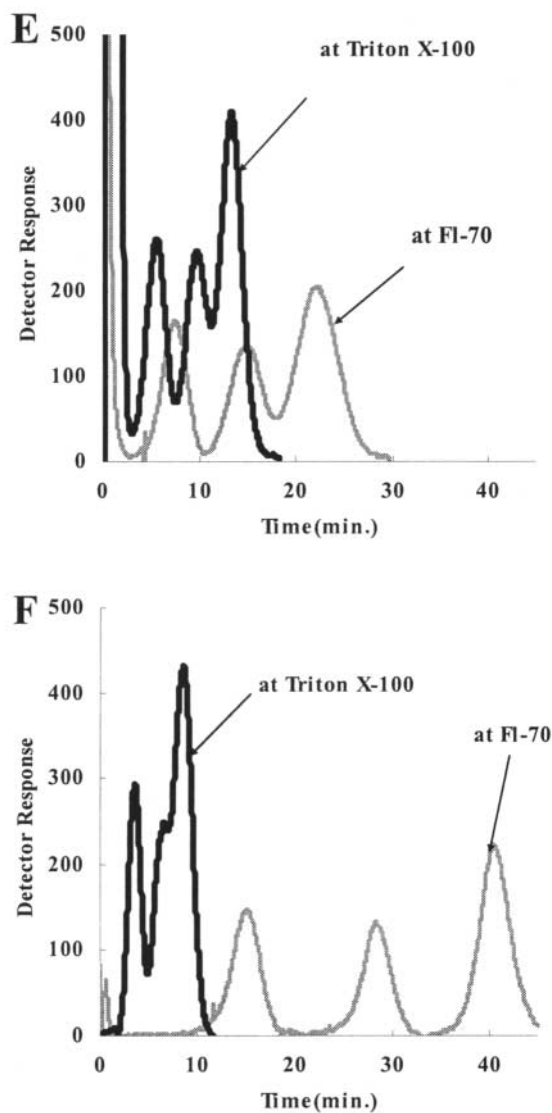 E
500
at Triton X-100
400
300
at Fl-70
200
100
0
Detector Response
0 10 20 30 40
Time(min.)
F
500
at Triton X-100
400
at Fl-70
300
200
100
0
Detector Response
0 10 20 30 40
Time(min.)